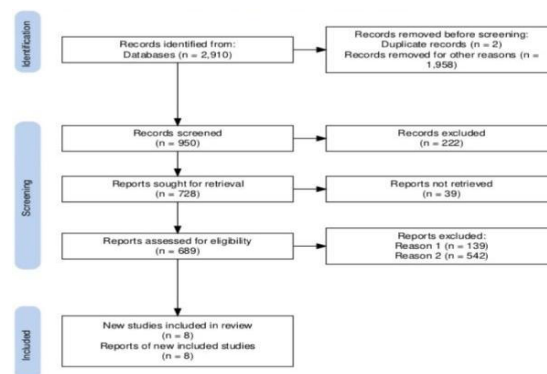 Identification
Records identified from:
Databases (n = 2,910)
Records removed before screening:
Duplicate records (n = 2)
Records removed for other reasons (n =
1,958)
Screening
Records screened
(n = 950)
Records excluded
(n = 222)
Reports sought for retrieval
(n = 728)
Reports not retrieved
(n = 39)
Reports assessed for eligibility
(n = 689)
Reports excluded:
Reason 1 (n = 139)
Reason 2 (n = 542)
Included
New studies included in review
(n = 8)
Reports of new included studies
(n = 8)